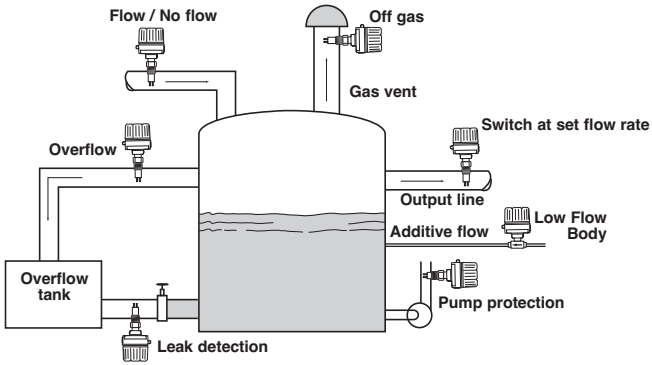 Flow / No flow
Off gas
Gas vent
Switch at set flow rate
Overflow
Output line
Additive flow
Low Flow
Body
Overflow
tank
Pump protection
Leak detection